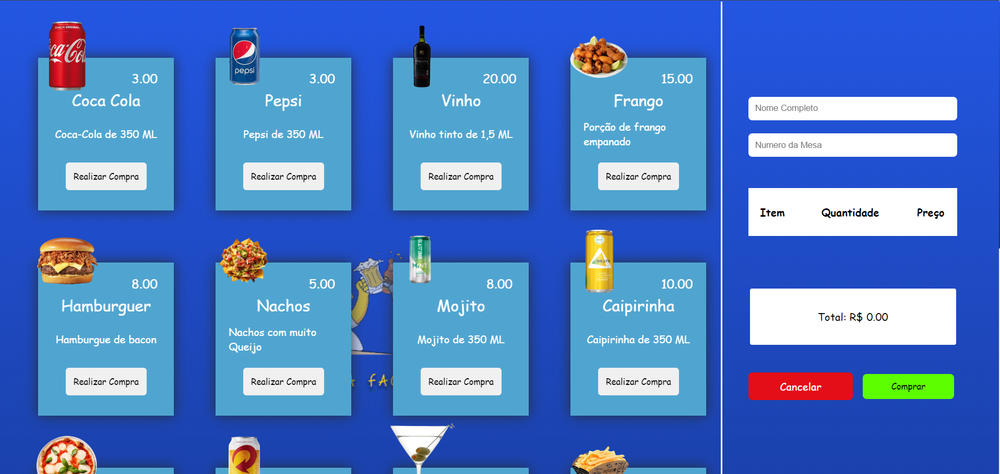 SABOR ORIGINAL
3.00
Coca Cola
Coca-Cola de 350 ML
Realizar Compra
pepsi
3.00
Pepsi
Pepsi de 350 ML
Realizar Compra
PÉRGOLA
20.00
Vinho
Vinho tinto de 1,5 ML
Realizar Compra
15.00
Frango
Porção de frango
empanado
Realizar Compra
8.00
Hamburguer
Hamburgue de bacon
Realizar Compra
5.00
Nachos
Nachos com muito
Queijo
Realizar Compra
BEATS
MINT
8.00
Mojito
Mojito de 350 ML
Realizar Compra
BEATS
10.00
Caipirinha
Caipirinha de 350 ML
Realizar Compra
Nome Completo
Numero da Mesa
Item Quantidade Preço
Total: R$ 0.00
Cancelar
Comprar